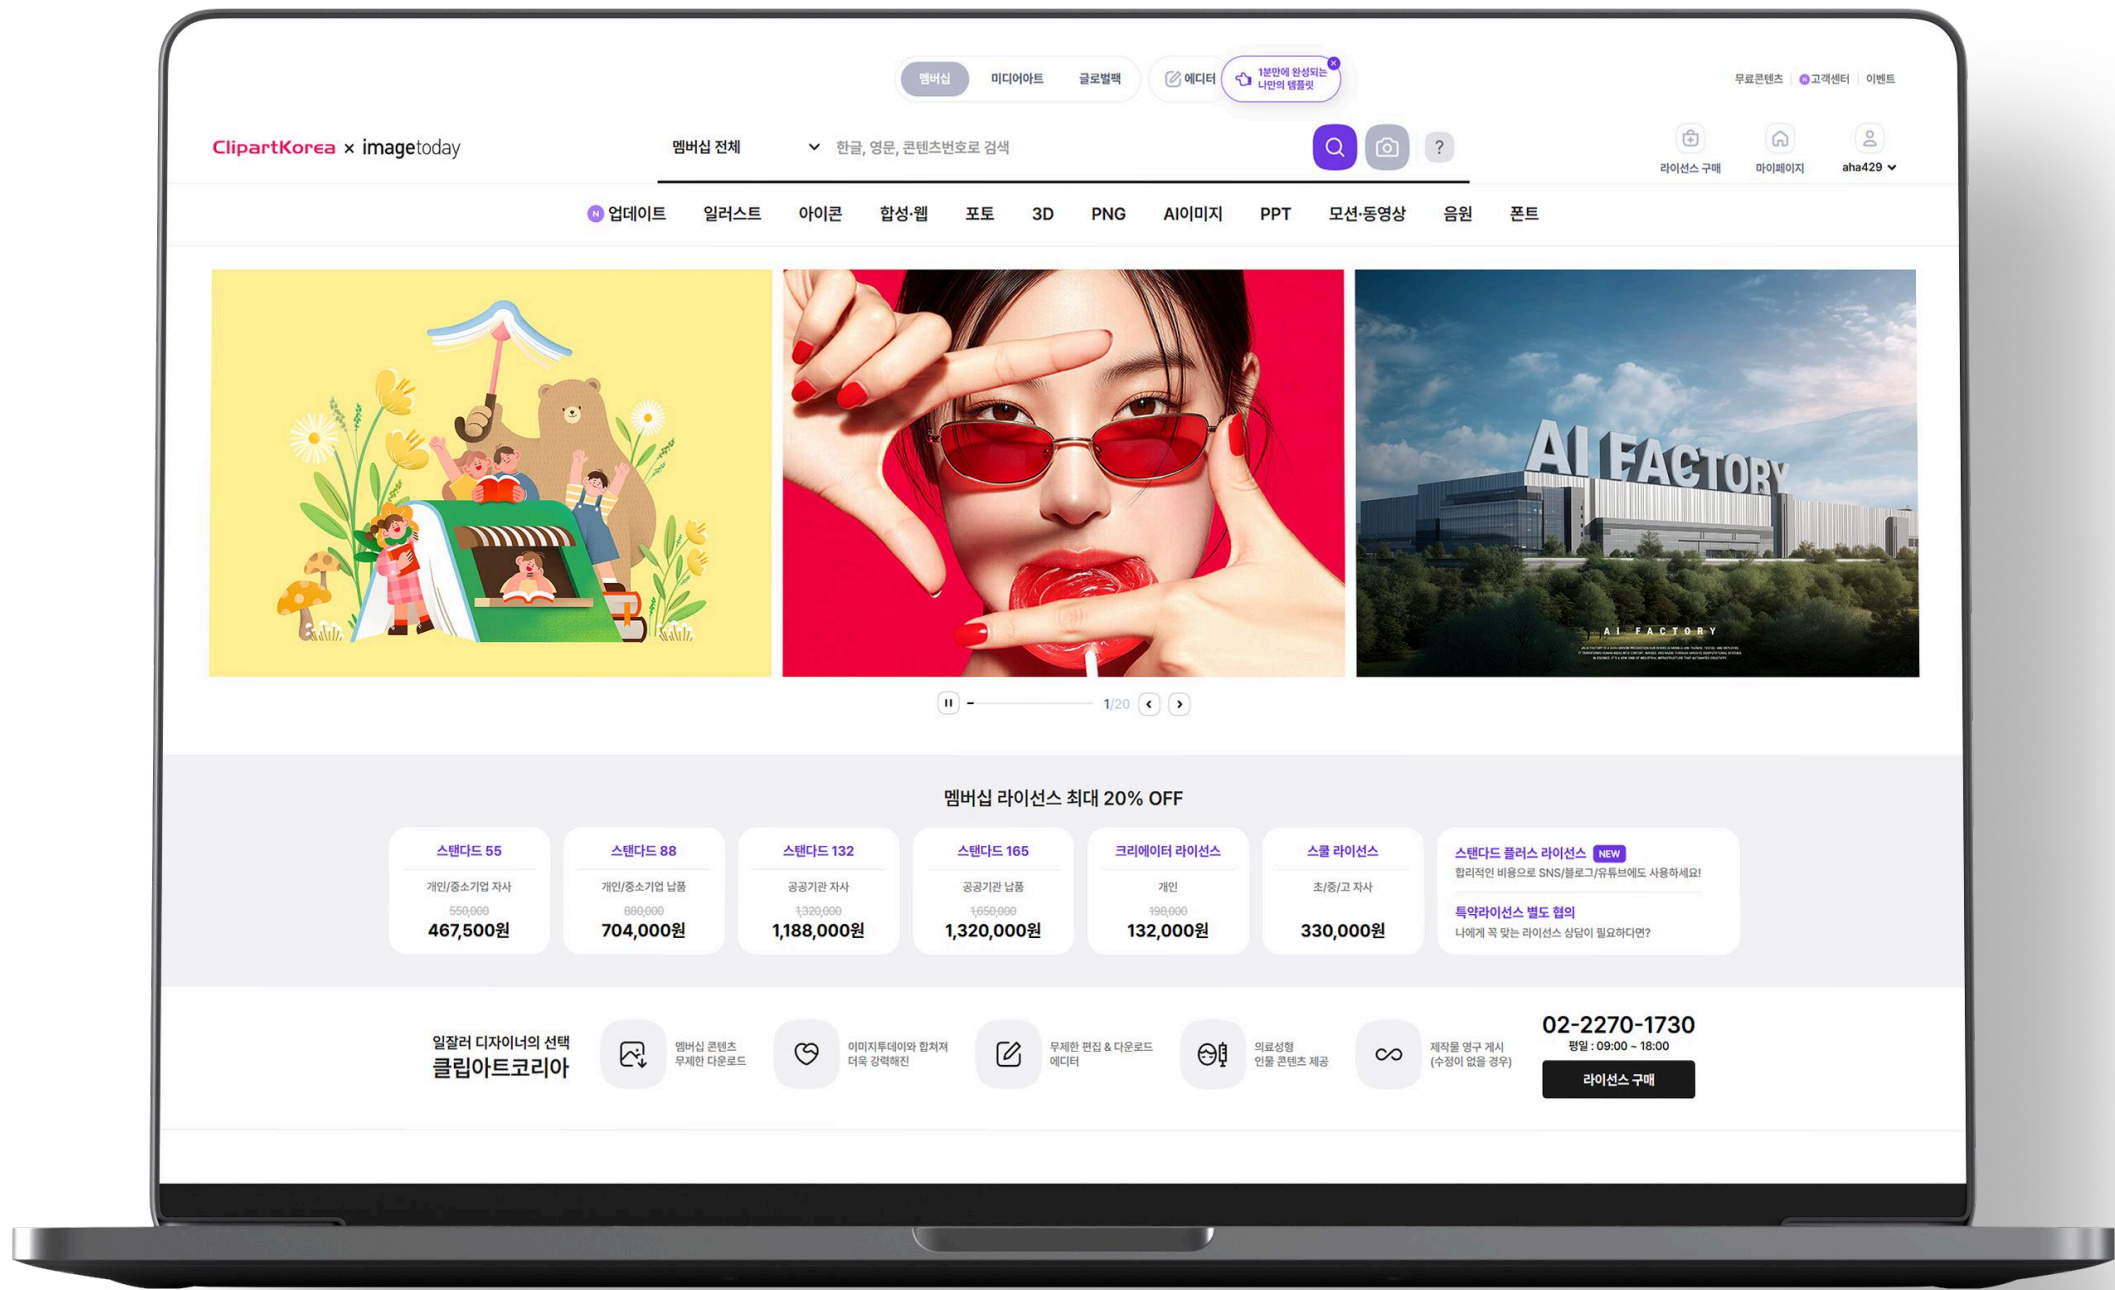 멤버십 미디어아트 글로벌팩 에디터 1분만에 완성되는
나만의 템플릿
무료콘텐츠 N 고객센터 이벤트
ClipartKorea × imagetoday
멤버십 전체 한글, 영문, 콘텐츠번호로 검색 ?
라이선스 구매 마이페이지 aha429
N 업데이트 일러스트 아이콘 합성·웹 포토 3D PNG AI이미지 PPT 모션·동영상 음원 폰트
AI FACTORY
AI FACTORY
1/20
멤버십 라이선스 최대 20% OFF
스탠다드 55
개인/중소기업 자사
550,000
467,500원
스탠다드 88
개인/중소기업 납품
880,000
704,000원
스탠다드 132
공공기관 자사
1,320,000
1,188,000원
스탠다드 165
공공기관 납품
1,650,000
1,320,000원
크리에이터 라이선스
개인
198,000
132,000원
스쿨 라이선스
초/중/고 자사
330,000원
스탠다드 플러스 라이선스 NEW
합리적인 비용으로 SNS/블로그/유튜브에도 사용하세요!
특약라이선스 별도 협의
나에게 꼭 맞는 라이선스 상담이 필요하다면?
일잘러 디자이너의 선택
클립아트코리아
멤버십 콘텐츠
무제한 다운로드
이미지투데이와 합쳐져
더욱 강력해진
무제한 편집 & 다운로드
에디터
의료성형
인물 콘텐츠 제공
제작물 영구 게시
(수정이 없을 경우)
02-2270-1730
평일 : 09:00 ~ 18:00
라이선스 구매